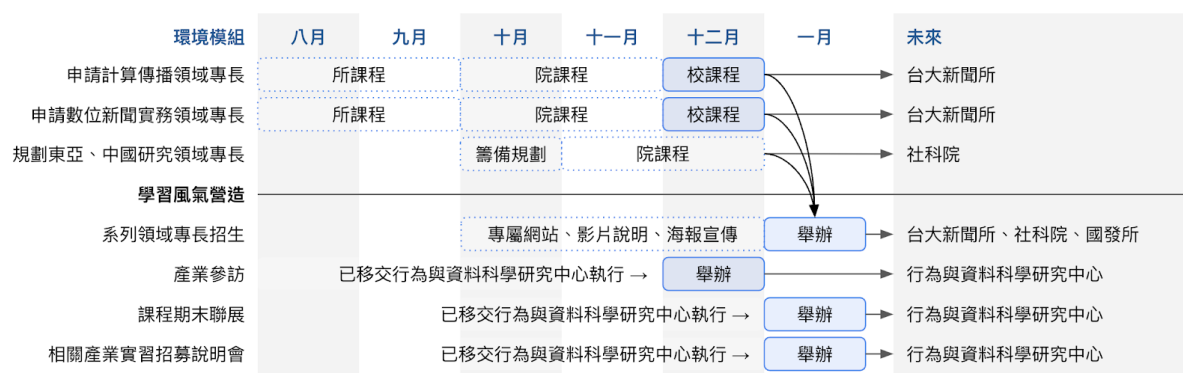 環境模組 八月 九月 十月 十一月 十二月 一月 未來
申請計算傳播領域專長 所課程 院課程 校課程 台大新聞所
申請數位新聞實務領域專長 所課程 院課程 校課程 台大新聞所
規劃東亞、中國研究領域專長 籌備規劃 院課程 社科院
學習風氣營造
系列領域專長招生 專屬網站、影片說明、海報宣傳 舉辦 台大新聞所、社科院、國發所
產業參訪 已移交行為與資料科學研究中心執行 → 舉辦 行為與資料科學研究中心
課程期末聯展 已移交行為與資料科學研究中心執行 → 舉辦 行為與資料科學研究中心
相關產業實習招募說明會 已移交行為與資料科學研究中心執行 → 舉辦 行為與資料科學研究中心